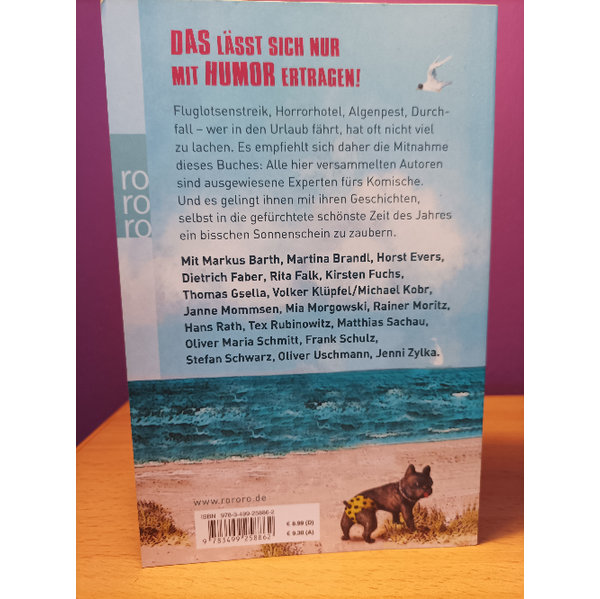 DAS LÄSST SICH NUR
MIT HUMOR ERTRAGEN!
Fluglotsenstreik, Horrorhotel, Algenpest, Durch-
fall – wer in den Urlaub fährt, hat oft nicht viel
zu lachen. Es empfiehlt sich daher die Mitnahme
dieses Buches: Alle hier versammelten Autoren
sind ausgewiesene Experten fürs Komische.
Und es gelingt ihnen mit ihren Geschichten,
selbst in die gefürchtete schönste Zeit des Jahres
ein bisschen Sonnenschein zu zaubern.
ro
ro
ro
Mit Markus Barth, Martina Brandl, Horst Evers,
Dietrich Faber, Rita Falk, Kirsten Fuchs,
Thomas Gsella, Volker Klüpfel/Michael Kobr,
Janne Mommsen, Mia Morgowski, Rainer Moritz,
Hans Rath, Tex Rubinowitz, Matthias Sachau,
Oliver Maria Schmitt, Frank Schulz,
Stefan Schwarz, Oliver Uschmann, Jenni Zylka.
www.rororo.de
ISBN 978-3-499-25886-2
€ 8.99 (D)
€ 9.30 (A)
9 783499 258862